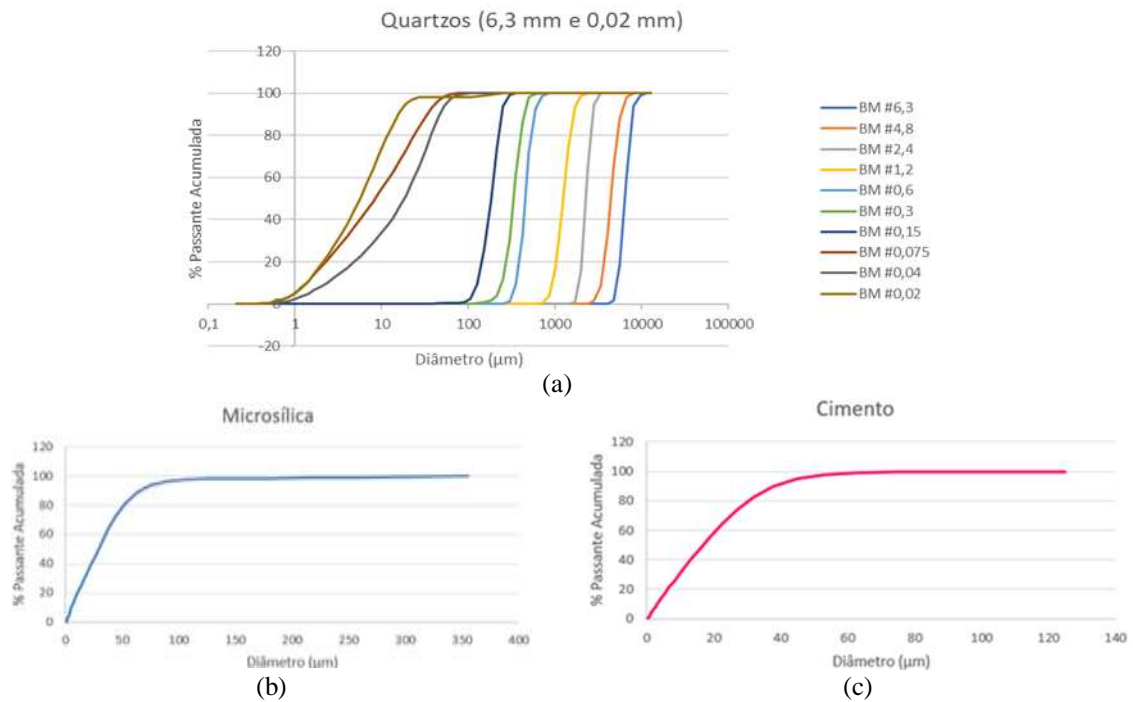 Quartzos (6,3 mm e 0,02 mm)
120
100
80
60
40
20
0
-20
% Passante Acumulada
0,1 1 10 100 1000 10000 100000
Diâmetro (µm)
BM #6,3
BM #4,8
BM #2,4
BM #1,2
BM #0,6
BM #0,3
BM #0,15
BM #0,075
BM #0,04
BM #0,02
(a)
Microsílica
120
100
80
60
40
20
0
% Passante Acumulada
0 50 100 150 200 250 300 350 400
Diâmetro (µm)
(b)
Cimento
120
100
80
60
40
20
0
% Passante Acumulada
0 20 40 60 80 100 120 140
Diâmetro (µm)
(c)